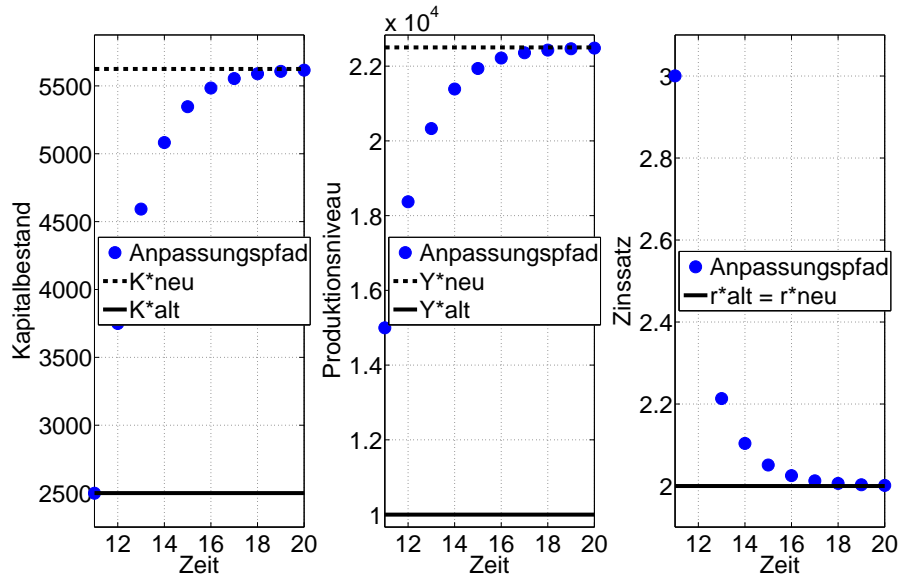 x 10⁴
Kapitalbestand
5500
5000
4500
4000
3500
3000
2500
12 14 16 18 20
Zeit
Anpassungspfad
K*neu
K*alt
Produktionsniveau
2.2
2
1.8
1.6
1.4
1.2
1
12 14 16 18 20
Zeit
Anpassungspfad
Y*neu
Y*alt
Zinssatz
3
2.8
2.6
2.4
2.2
2
12 14 16 18 20
Zeit
Anpassungspfad
r*alt = r*neu